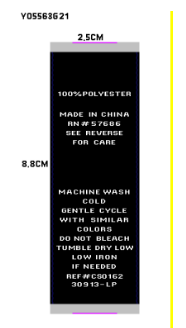 Y05563621
2,5CM
100%POLYESTER
MADE IN CHINA
RN#57686
SEE REVERSE
FOR CARE
8,8CM
MACHINE WASH
COLD
GENTLE CYCLE
WITH SIMILAR
COLORS
DO NOT BLEACH
TUMBLE DRY LOW
LOW IRON
IF NEEDED
REF#CS0162
30913-LP